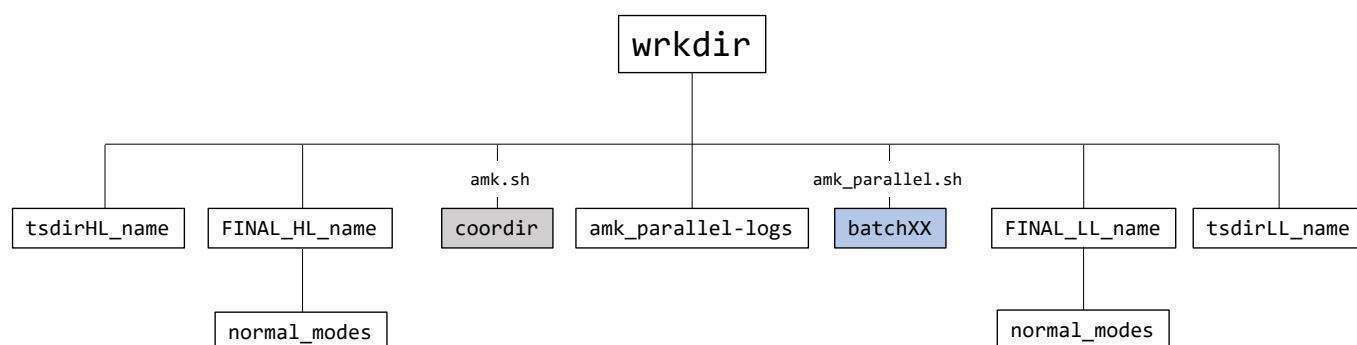 wrkdir
amk.sh
amk_parallel.sh
tsdirHL_name
FINAL_HL_name
coordir
amk_parallel-logs
batchXX
FINAL_LL_name
tsdirLL_name
normal_modes
normal_modes